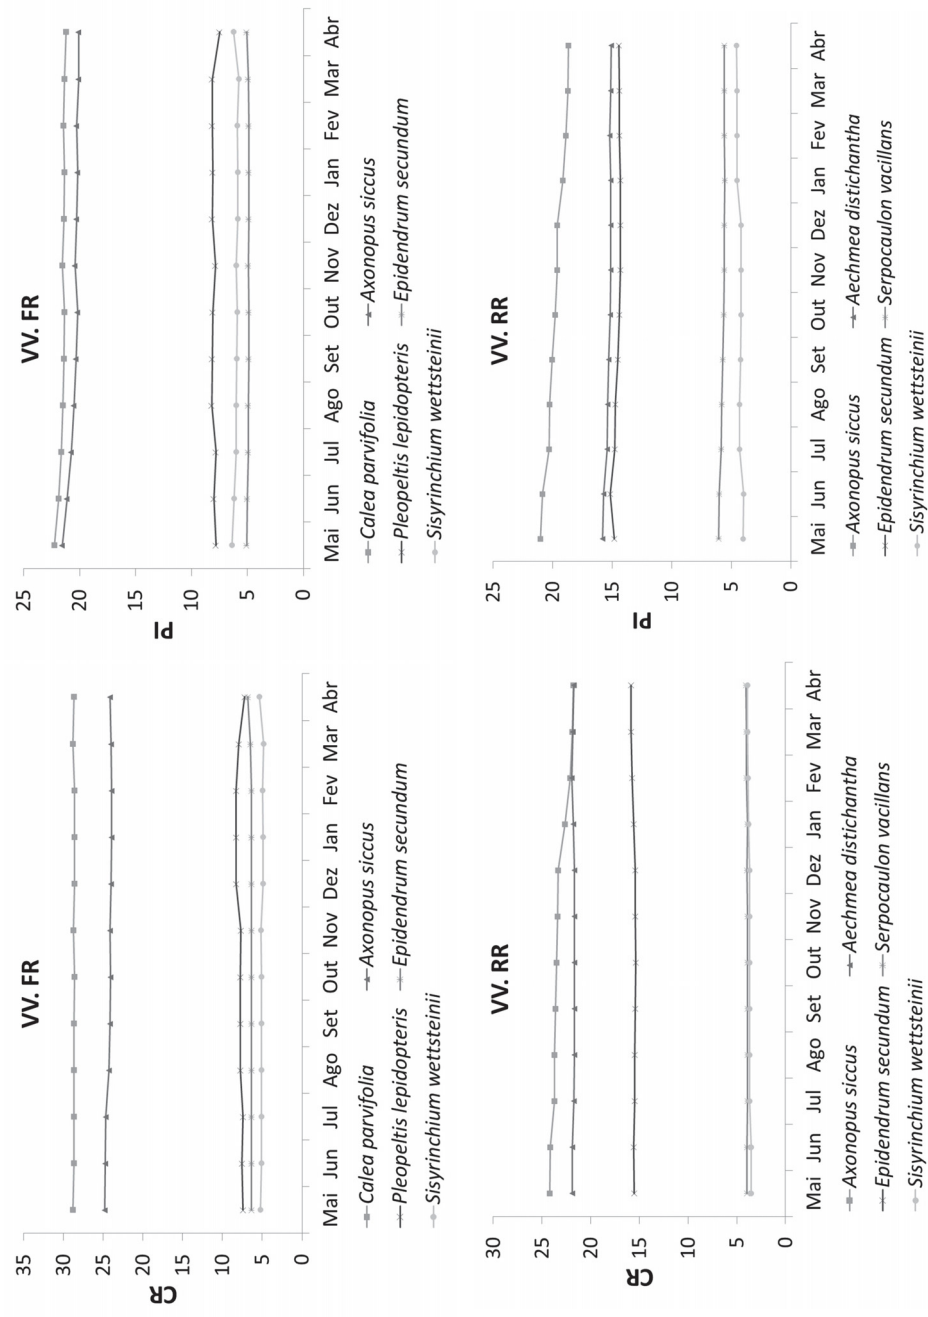 VV. FR
CR
35
30
25
20
15
10
5
0
Mai Jun Jul Ago Set Out Nov Dez Jan Fev Mar Abr
Calea parvifolia Axonopus siccus
Pleopeltis lepidopteris Epidendrum secundum
Sisyrinchium wettsteinii
VV. FR
PI
25
20
15
10
5
0
Mai Jun Jul Ago Set Out Nov Dez Jan Fev Mar Abr
Calea parvifolia Axonopus siccus
Pleopeltis lepidopteris Epidendrum secundum
Sisyrinchium wettsteinii
VV. RR
CR
30
25
20
15
10
5
0
Mai Jun Jul Ago Set Out Nov Dez Jan Fev Mar Abr
Axonopus siccus Aechmea distichantha
Epidendrum secundum Serpocaulon vacillans
Sisyrinchium wettsteinii
VV. RR
PI
25
20
15
10
5
0
Mai Jun Jul Ago Set Out Nov Dez Jan Fev Mar Abr
Axonopus siccus Aechmea distichantha
Epidendrum secundum Serpocaulon vacillans
Sisyrinchium wettsteinii